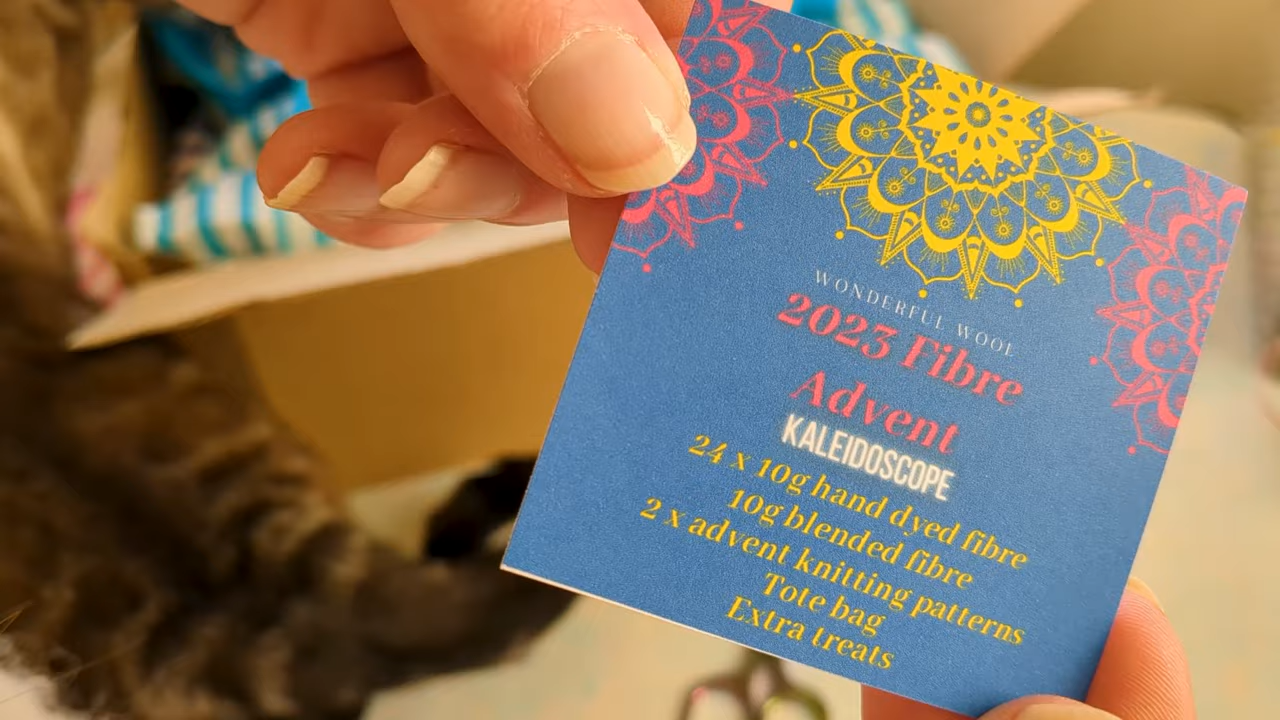 WONDERFUL WOOL
2023 Fibre
Advent
KALEIDOSCOPE
24 x 10g hand dyed fibre
10g blended fibre
2 x advent knitting patterns
Tote bag
Extra treats